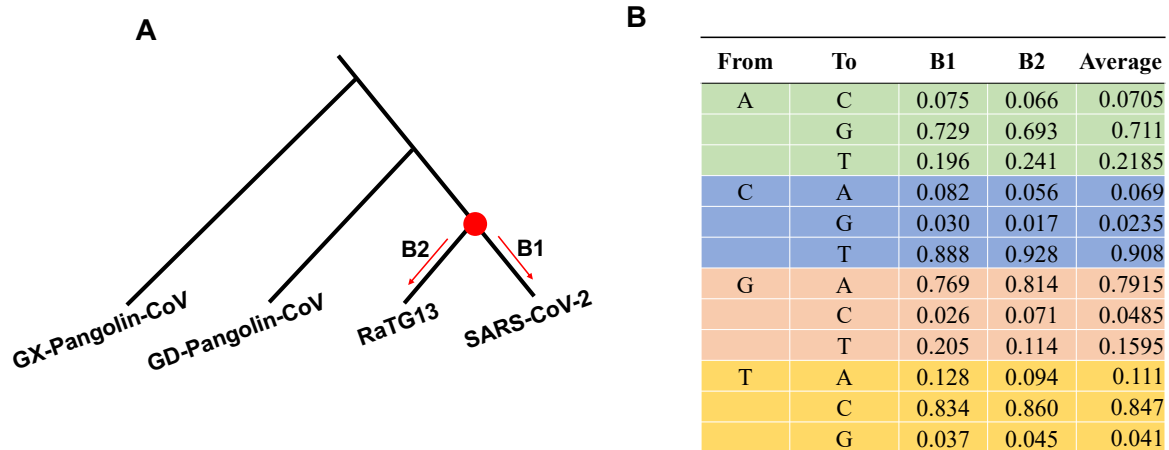 A
B2
B1
GX-Pangolin-CoV
GD-Pangolin-CoV
RaTG13
SARS-CoV-2
B
From To B1 B2 Average
A C 0.075 0.066 0.0705
G 0.729 0.693 0.711
T 0.196 0.241 0.2185
C A 0.082 0.056 0.069
G 0.030 0.017 0.0235
T 0.888 0.928 0.908
G A 0.769 0.814 0.7915
C 0.026 0.071 0.0485
T 0.205 0.114 0.1595
T A 0.128 0.094 0.111
C 0.834 0.860 0.847
G 0.037 0.045 0.041